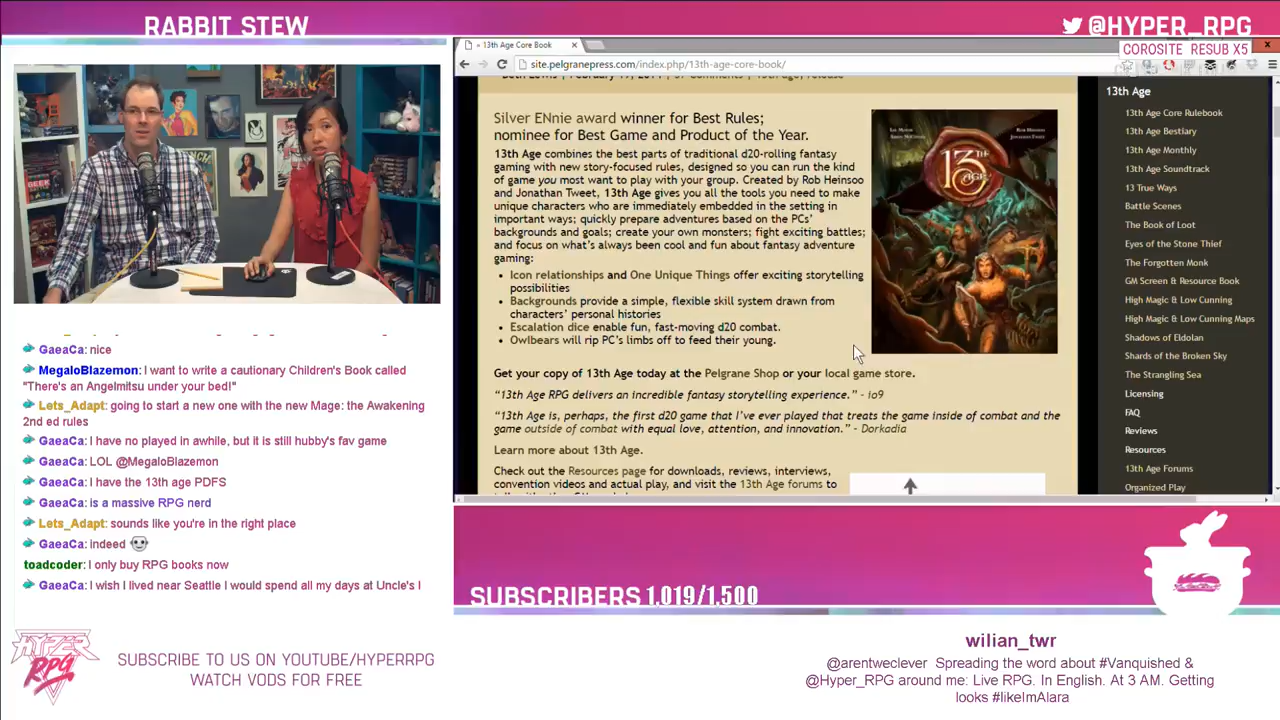 RABBIT STEW
@HYPER_RPG
COROSITE RESUB X5
» 13th Age Core Book
site.pelgranepress.com/index.php/13th-age-core-book/
Silver ENnie award winner for Best Rules;
nominee for Best Game and Product of the Year.
13th Age combines the best parts of traditional d20-rolling fantasy
gaming with new story-focused rules, designed so you can run the kind
of game you most want to play with your group. Created by Rob Heinsoo
and Jonathan Tweet, 13th Age gives you all the tools you need to make
unique characters who are immediately embedded in the setting in
important ways; quickly prepare adventures based on the PCs'
backgrounds and goals; create your own monsters; fight exciting battles;
and focus on what's always been cool and fun about fantasy adventure
gaming:
• Icon relationships and One Unique Things offer exciting storytelling
possibilities
• Backgrounds provide a simple, flexible skill system drawn from
characters' personal histories
• Escalation dice enable fun, fast-moving d20 combat.
• Owlbears will rip PC's limbs off to feed their young.
Get your copy of 13th Age today at the Pelgrane Shop or your local game store.
“13th Age RPG delivers an incredible fantasy storytelling experience.” - io9
“13th Age is, perhaps, the first d20 game that I've ever played that treats the game inside of combat and the
game outside of combat with equal love, attention, and innovation.” - Dorkadia
Learn more about 13th Age.
Check out the Resources page for downloads, reviews, interviews,
convention videos and actual play, and visit the 13th Age forums to
13TH
AGE
13th Age
13th Age Core Rulebook
13th Age Bestiary
13th Age Monthly
13th Age Soundtrack
13 True Ways
Battle Scenes
The Book of Loot
Eyes of the Stone Thief
The Forgotten Monk
GM Screen & Resource Book
High Magic & Low Cunning
High Magic & Low Cunning Maps
Shadows of Eldolan
Shards of the Broken Sky
The Strangling Sea
Licensing
FAQ
Reviews
Resources
13th Age Forums
Organized Play
GaeaCa: nice
MegaloBlazemon: I want to write a cautionary Children's Book called
"There's an Angelmitsu under your bed!"
Lets_Adapt: going to start a new one with the new Mage: the Awakening
2nd ed rules
GaeaCa: I have no played in awhile, but it is still hubby's fav game
GaeaCa: LOL @MegaloBlazemon
GaeaCa: I have the 13th age PDFS
GaeaCa: is a massive RPG nerd
Lets_Adapt: sounds like you're in the right place
GaeaCa: indeed
toadcoder: I only buy RPG books now
GaeaCa: I wish I lived near Seattle I would spend all my days at Uncle's I
SUBSCRIBERS 1,019/1,500
HYPER
RPG
SUBSCRIBE TO US ON YOUTUBE/HYPERRPG
WATCH VODS FOR FREE
wilian_twr
@arentweclever Spreading the word about #Vanquished &
@Hyper_RPG around me: Live RPG. In English. At 3 AM. Getting
looks #likeImAlara